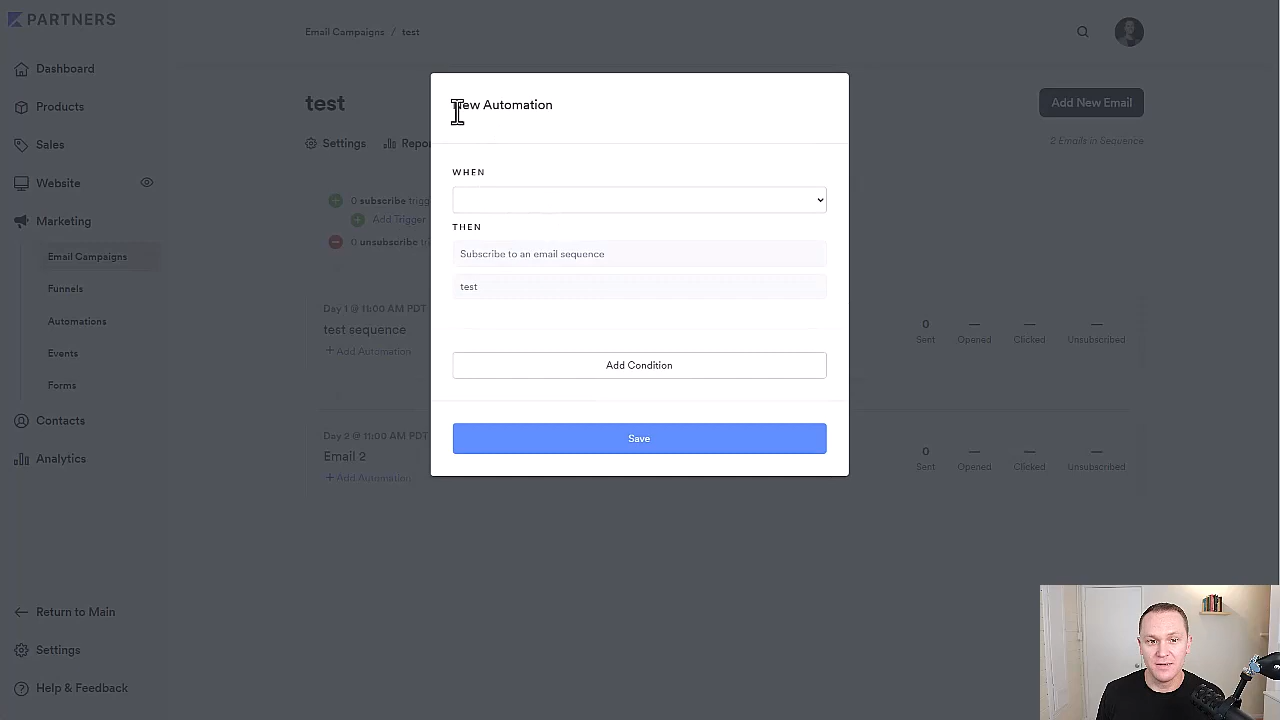 PARTNERS
Email Campaigns / test
Dashboard
Products
Sales
Website
Marketing
Email Campaigns
Funnels
Automations
Events
Forms
Contacts
Analytics
Return to Main
Settings
Help & Feedback
test
Add New Email
Settings
Repo
2 Emails in Sequence
0 subscribe trigg
Add Trigger
0 unsubscribe tri
Day 1 @ 11:00 AM PDT
test sequence
+ Add Automation
0 — — —
Sent Opened Clicked Unsubscribed
Day 2 @ 11:00 AM PDT
Email 2
+ Add Automation
0 — — —
Sent Opened Clicked Unsubscribed
New Automation
WHEN
THEN
Subscribe to an email sequence
test
Add Condition
Save